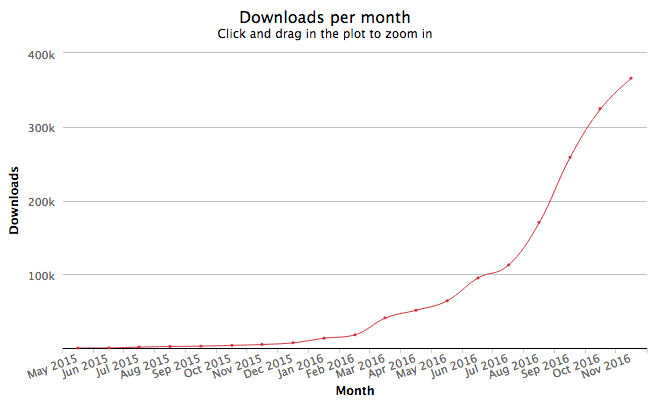 Downloads per month
Click and drag in the plot to zoom in
400k
300k
200k
100k
Downloads
May 2015
Jun 2015
Jul 2015
Aug 2015
Sep 2015
Oct 2015
Nov 2015
Dec 2015
Jan 2016
Feb 2016
Mar 2016
Apr 2016
May 2016
Jun 2016
Jul 2016
Aug 2016
Sep 2016
Oct 2016
Nov 2016
Month